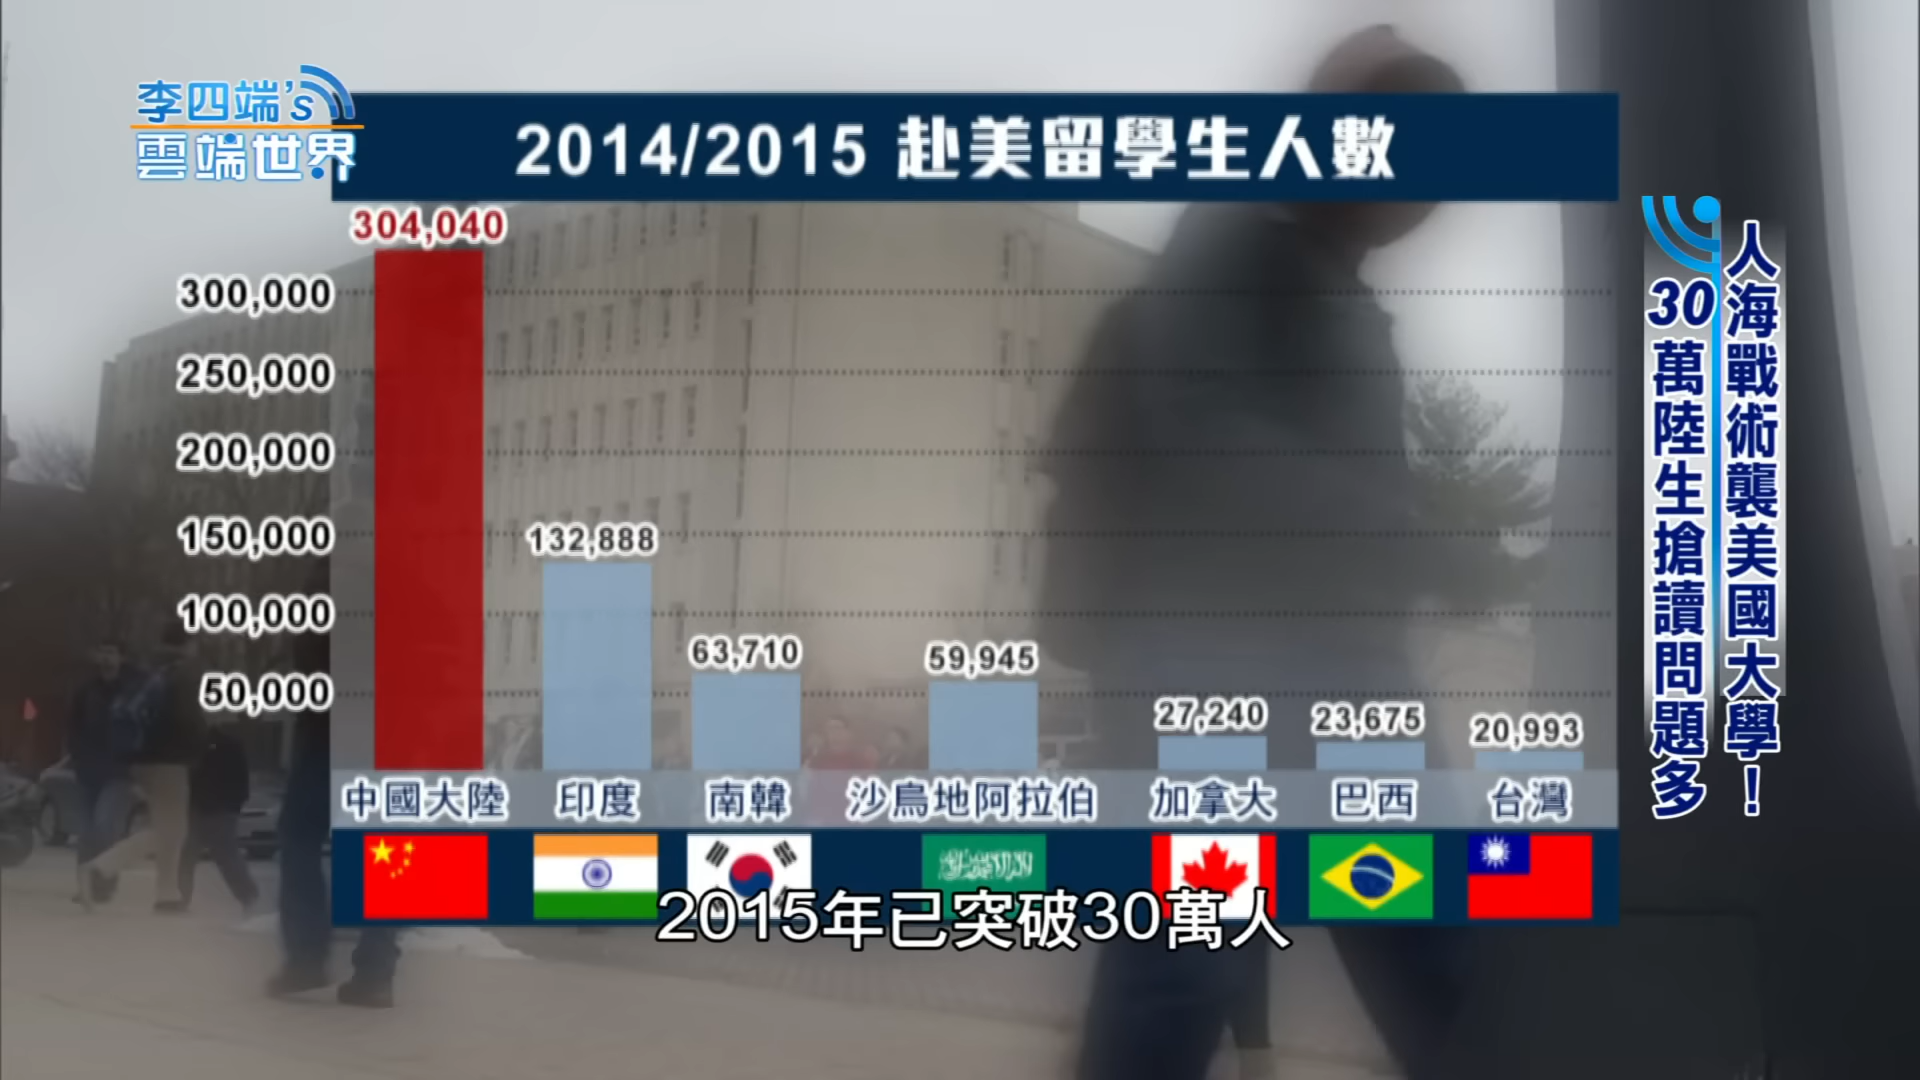 李四端's
雲端世界
2014/2015 赴美留學生人數
304,040
300,000
250,000
200,000
150,000
100,000
50,000
132,888
63,710
59,945
27,240
23,675
20,993
中國大陸
印度
南韓
沙烏地阿拉伯
加拿大
巴西
台灣
人海戰術襲美國大學！
30萬陸生搶讀問題多
2015年已突破30萬人